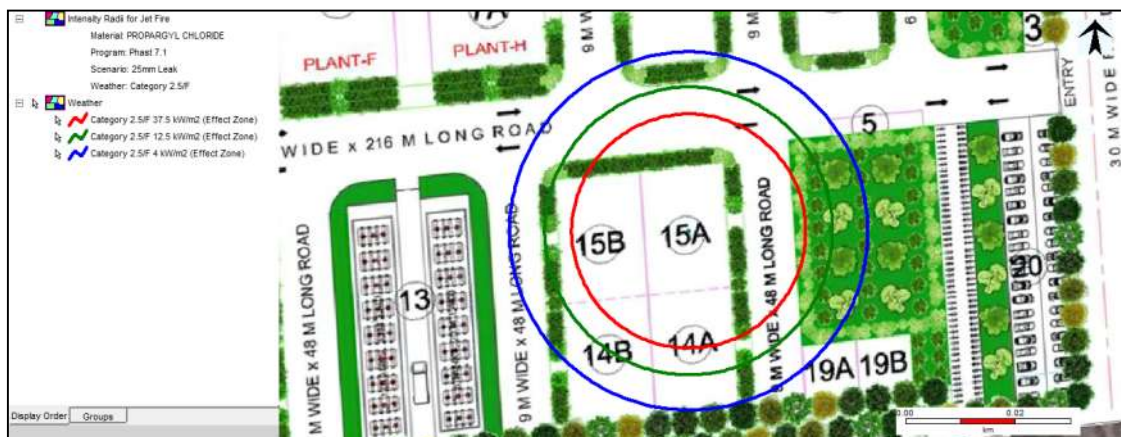 Intensity Radii for Jet Fire
Material: PROPARGYL CHLORIDE
Program: Phast 7.1
Scenario: 25mm Leak
Weather: Category 2.5/F
Weather
Category 2.5/F 37.5 kW/m2 (Effect Zone)
Category 2.5/F 12.5 kW/m2 (Effect Zone)
Category 2.5/F 4 kW/m2 (Effect Zone)
Display Order
Groups
PLANT-F
PLANT-H
9 M W
9 M
9 M
6
3
ENTRY
30 M WIDE
WIDE x 216 M LONG ROAD
5
13
M WIDE x 48 M LONG ROAD
9 M WIDE x 48 M LONG ROAD
15B
15A
14B
14A
9 M WIDE x 48 M LONG ROAD
20
19A
19B
0.00
0.02
km